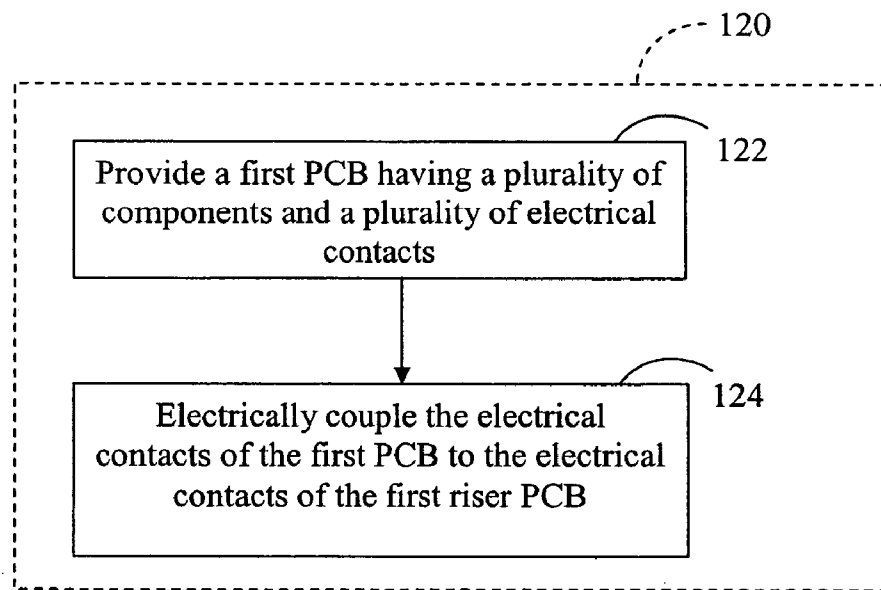 120
122
Provide a first PCB having a plurality of
components and a plurality of electrical
contacts
124
Electrically couple the electrical
contacts of the first PCB to the electrical
contacts of the first riser PCB